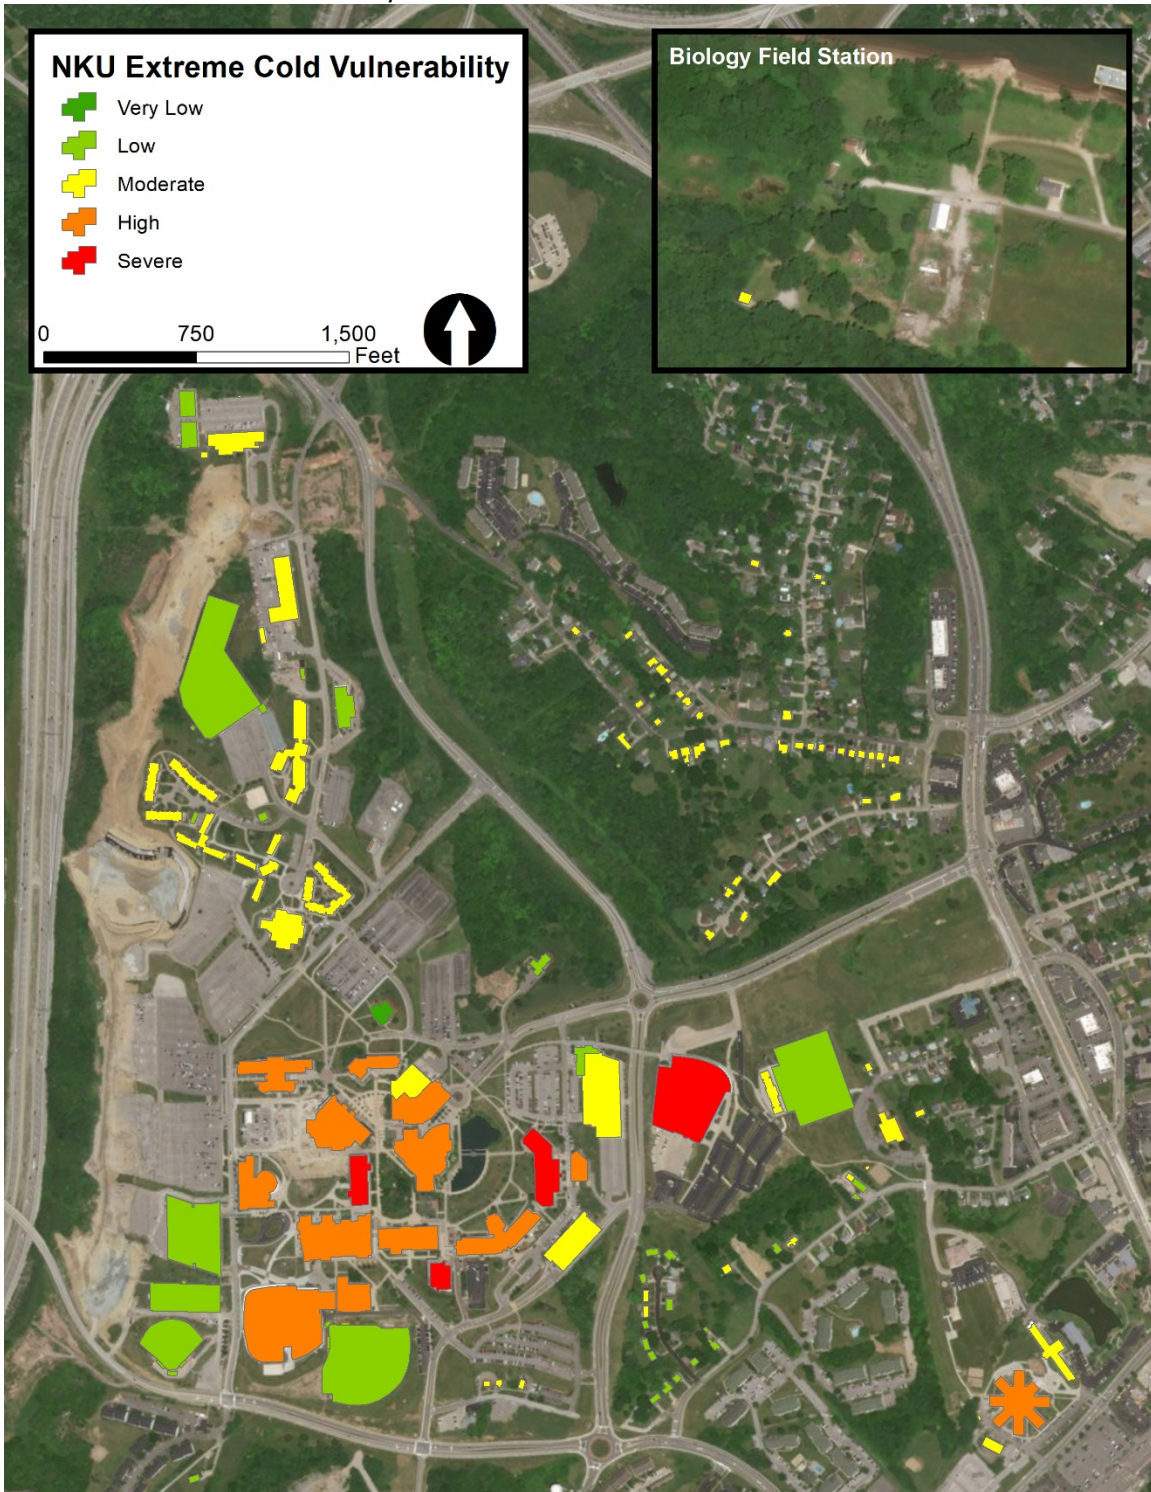 NKU Extreme Cold Vulnerability
Very Low
Low
Moderate
High
Severe
0 750 1,500
Feet
Biology Field Station